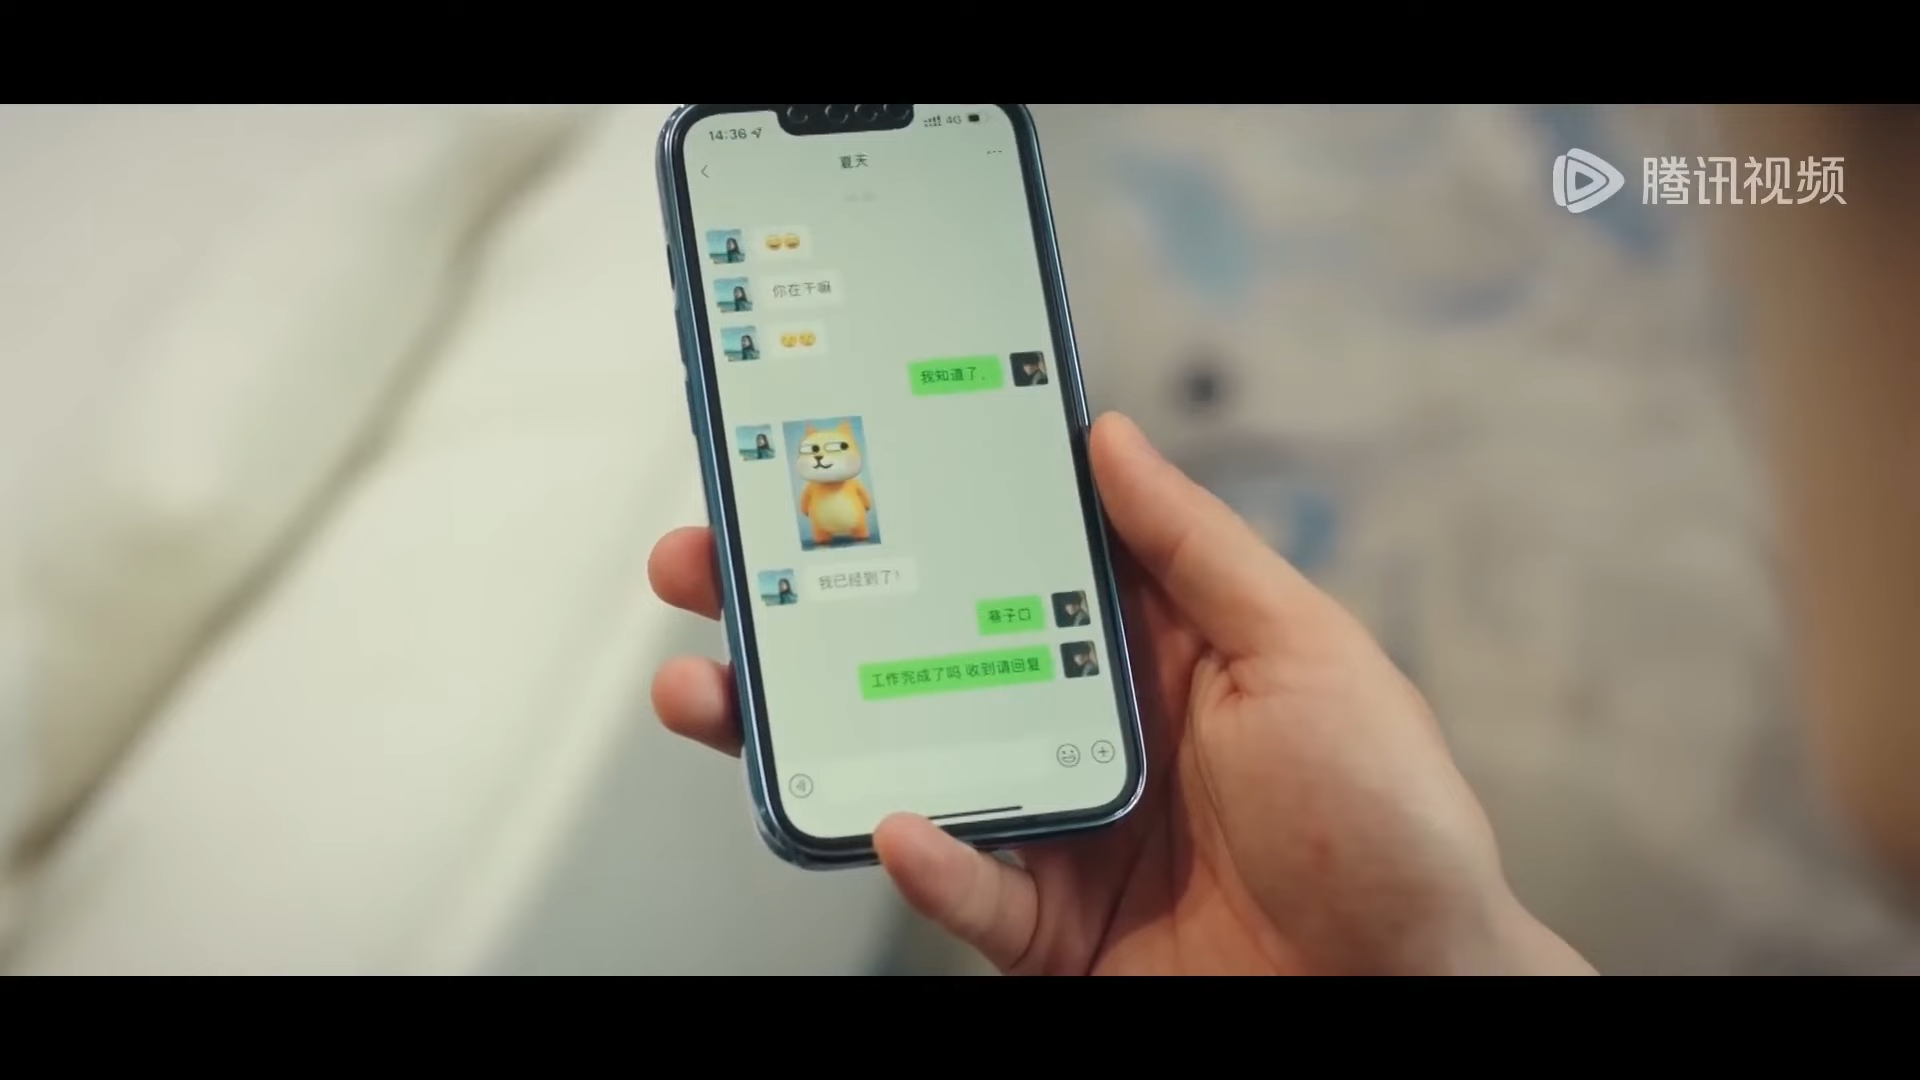 14:36
4G
夏天
腾讯视频
你在干嘛
我知道了.
我已经到了!
巷子口
工作完成了吗 收到请回复